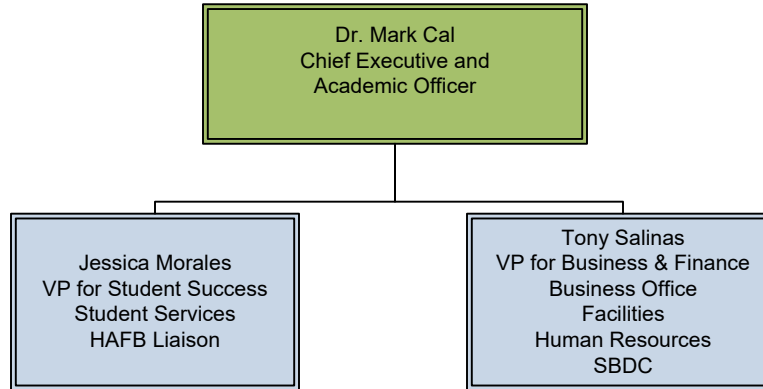 Dr. Mark Cal
Chief Executive and
Academic Officer
Jessica Morales
VP for Student Success
Student Services
HAFB Liaison
Tony Salinas
VP for Business & Finance
Business Office
Facilities
Human Resources
SBDC